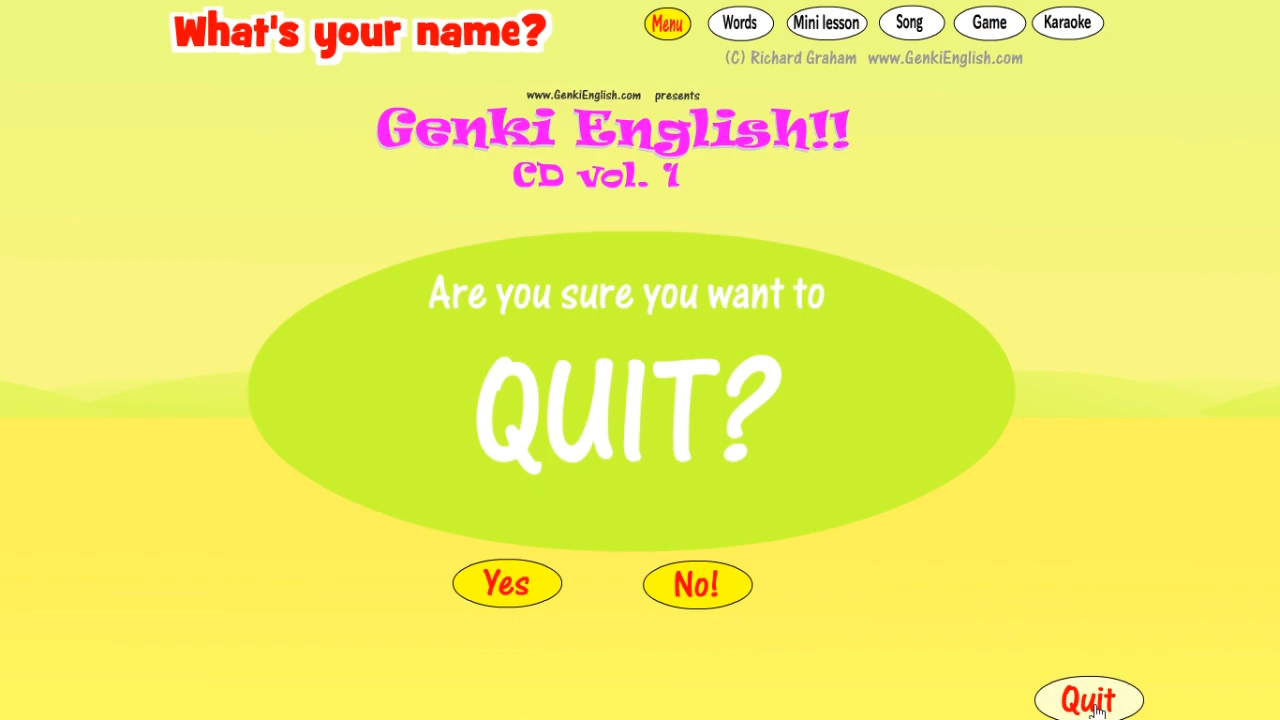 What's your name?
Menu Words Mini lesson Song Game Karaoke
(C) Richard Graham www.GenkiEnglish.com
www.GenkiEnglish.com presents
Genki English!!
CD vol. 1
Are you sure you want to
QUIT?
Yes No!
Quit